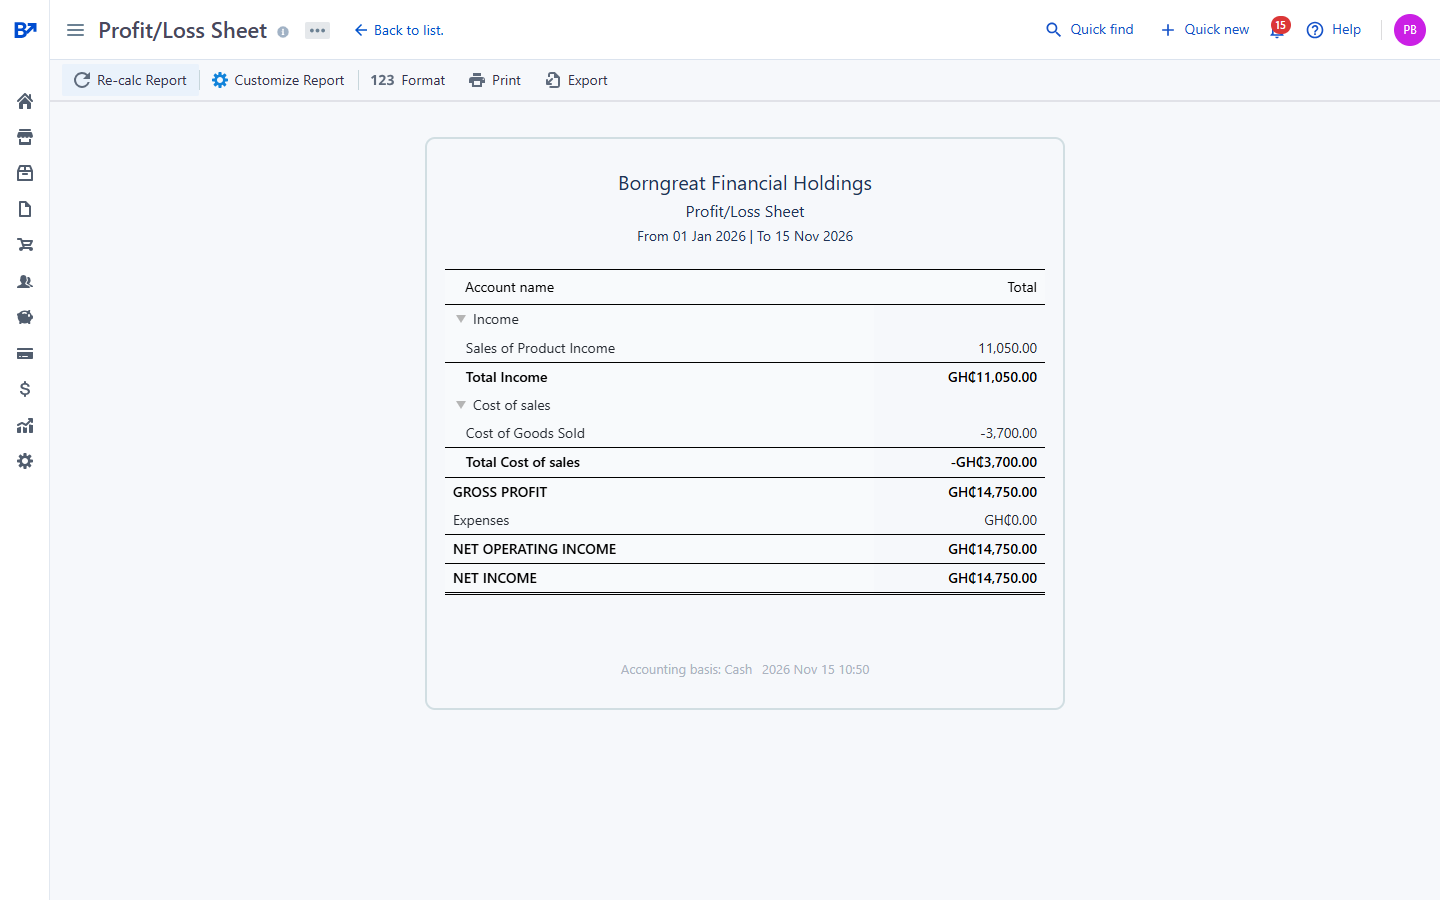 B
Profit/Loss Sheet
Back to list.
Quick find
Quick new
15
Help
PB
Re-calc Report
Customize Report
123 Format
Print
Export
Borngreat Financial Holdings
Profit/Loss Sheet
From 01 Jan 2026 | To 15 Nov 2026
Account name Total
Income
Sales of Product Income 11,050.00
Total Income GH₵11,050.00
Cost of sales
Cost of Goods Sold -3,700.00
Total Cost of sales -GH₵3,700.00
GROSS PROFIT GH₵14,750.00
Expenses GH₵0.00
NET OPERATING INCOME GH₵14,750.00
NET INCOME GH₵14,750.00
Accounting basis: Cash 2026 Nov 15 10:50